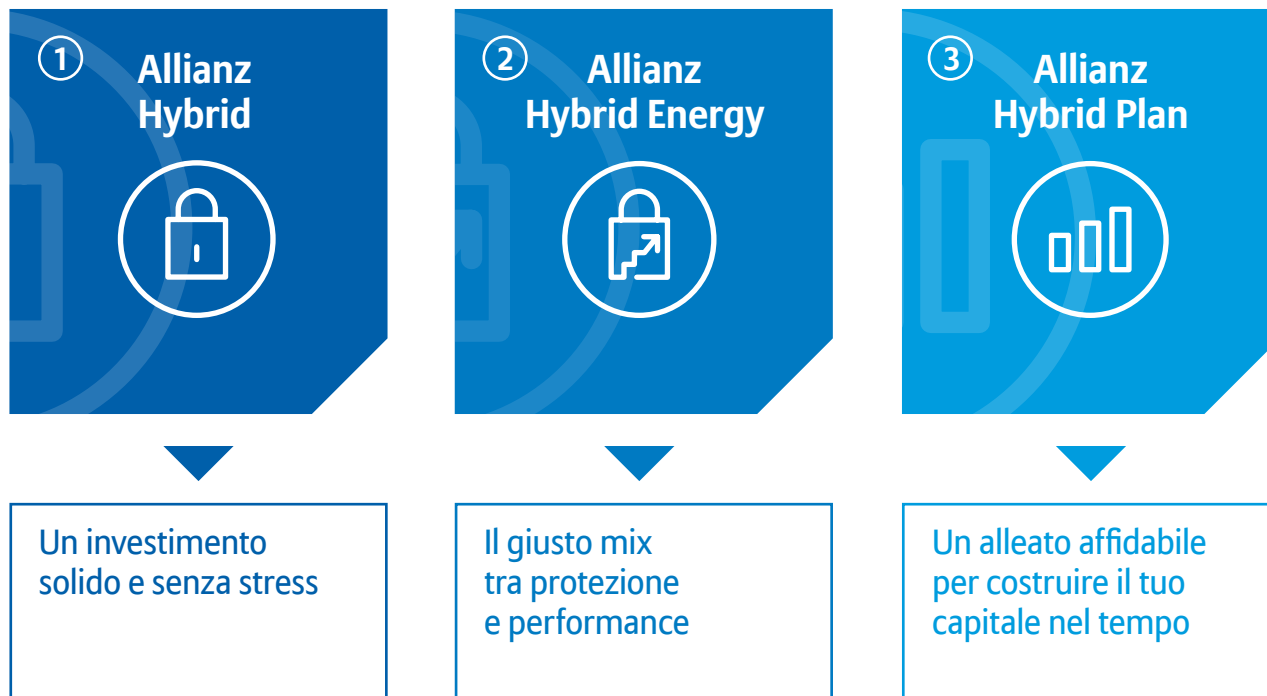 1
Allianz
Hybrid
Un investimento
solido e senza stress
2
Allianz
Hybrid Energy
Il giusto mix
tra protezione
e performance
3
Allianz
Hybrid Plan
Un alleato affidabile
per costruire il tuo
capitale nel tempo